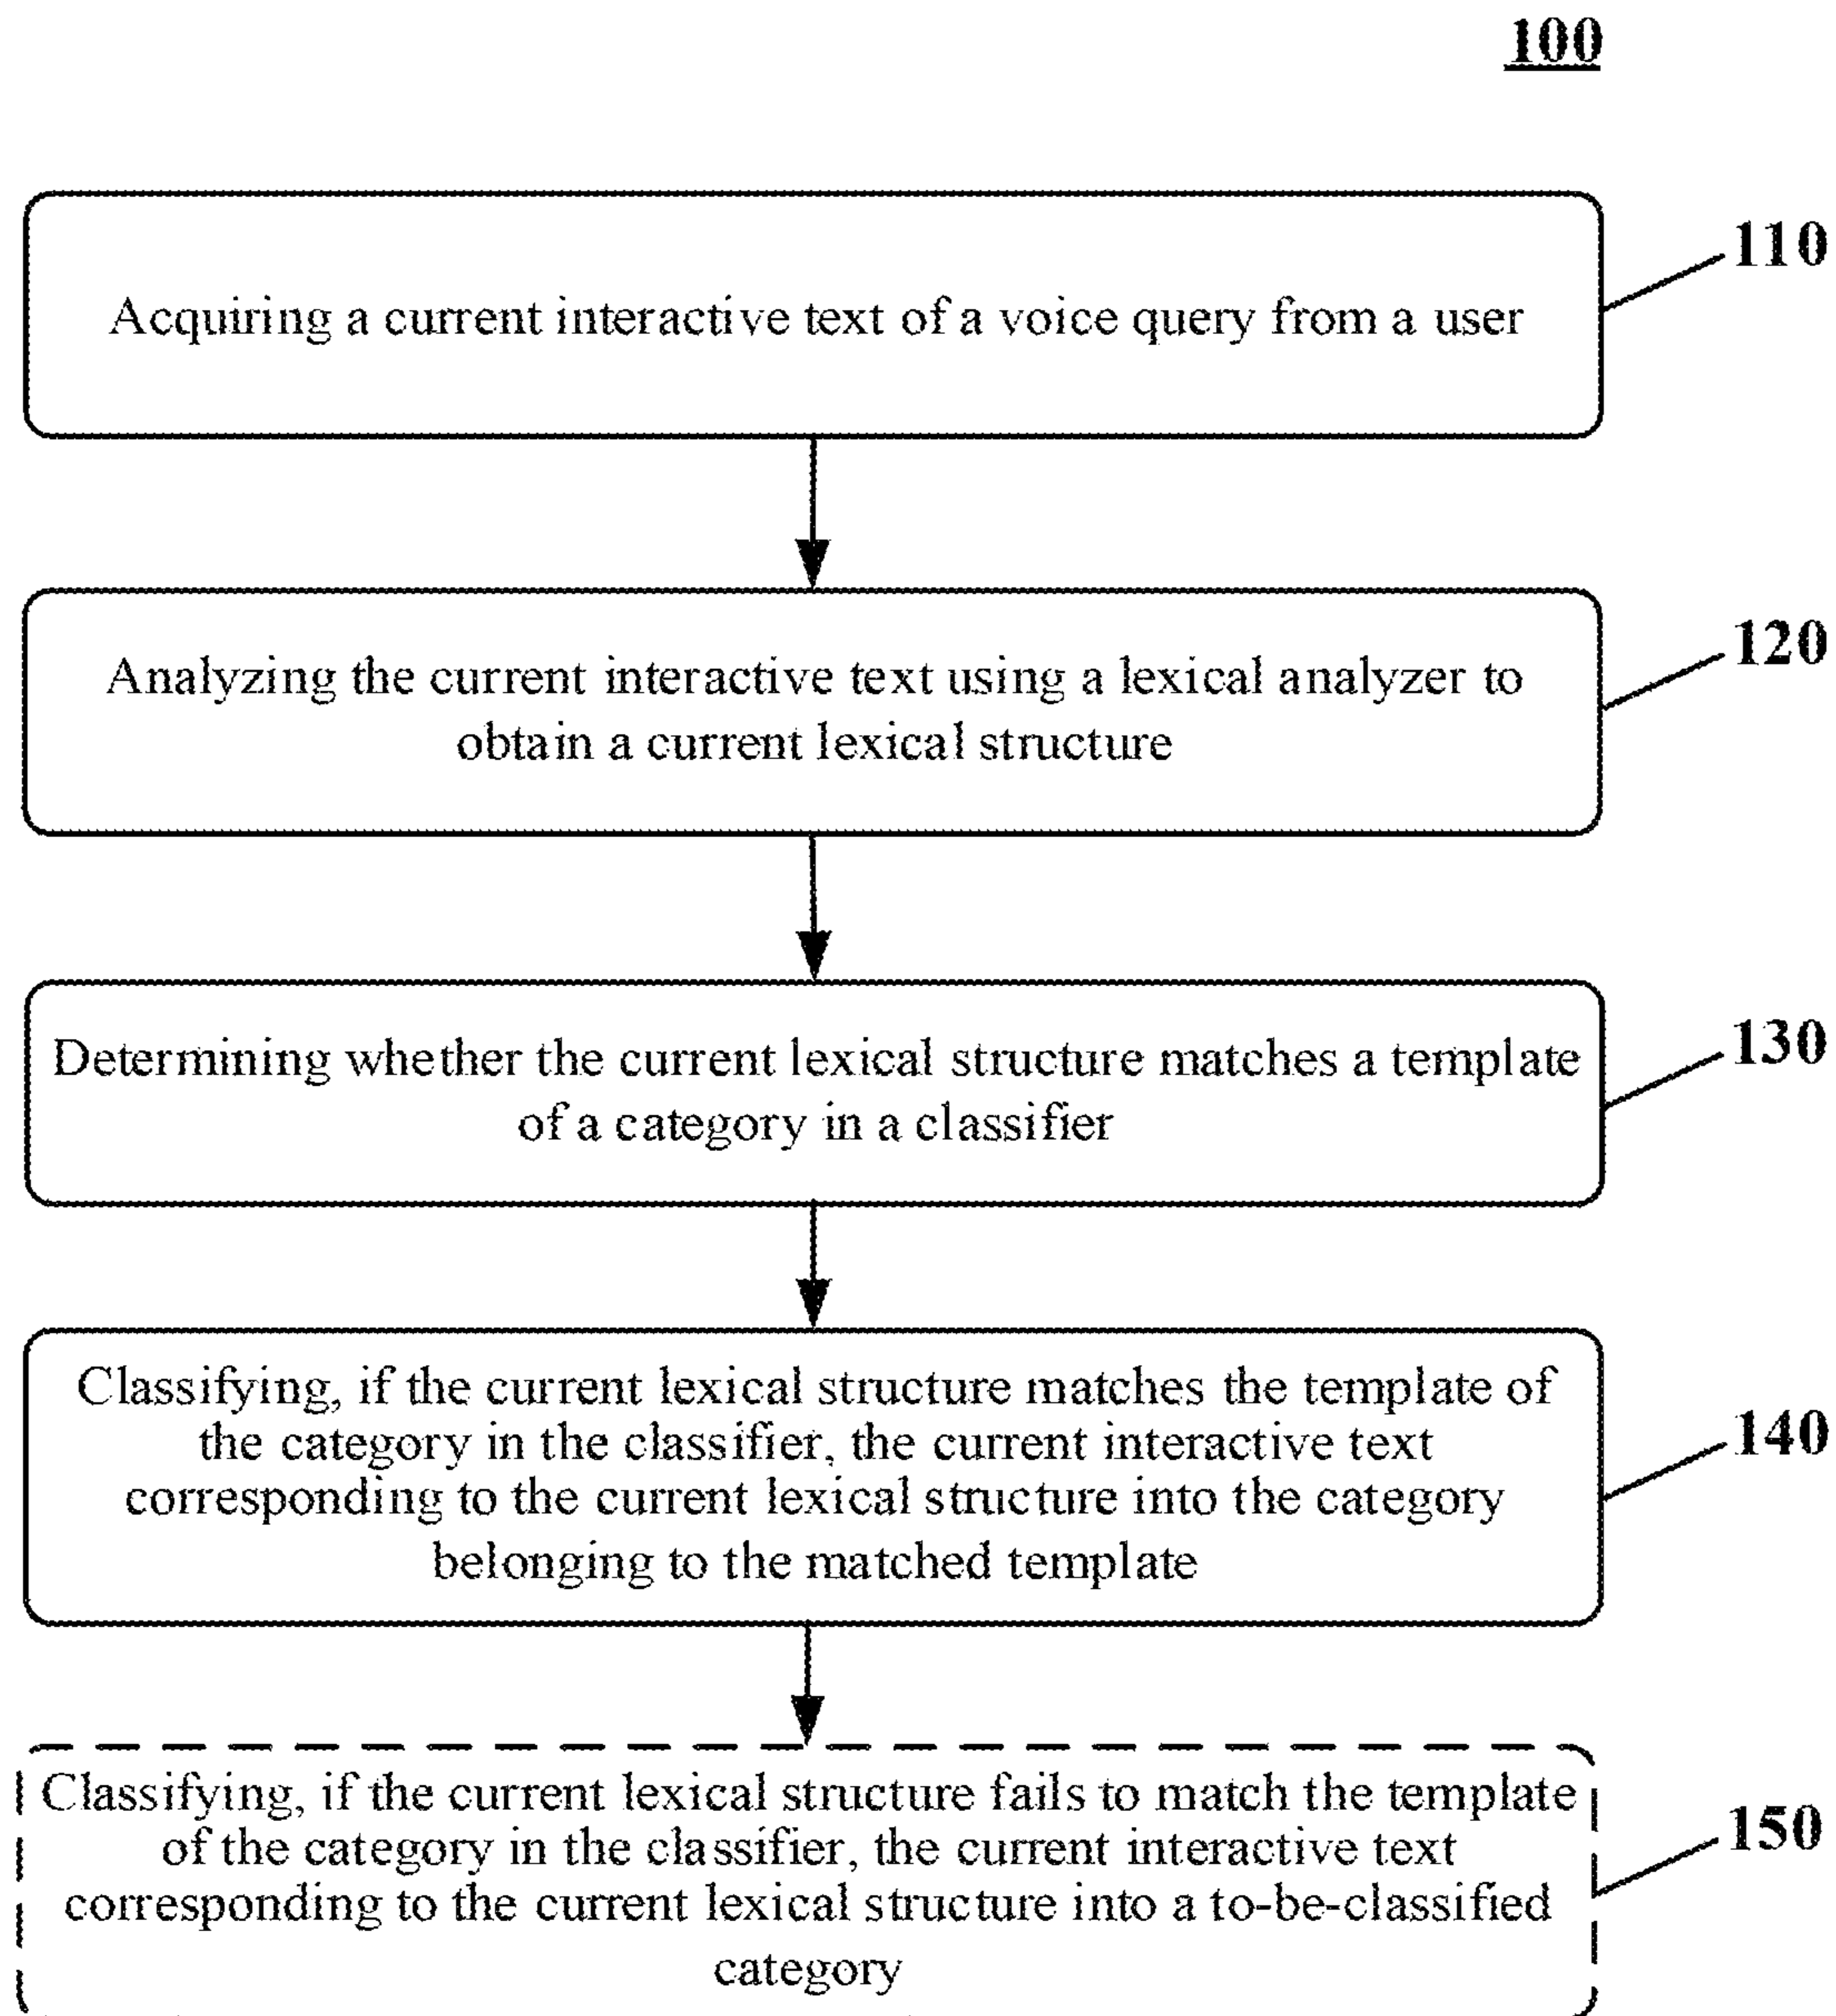 100
110
Acquiring a current interactive text of a voice query from a user
120
Analyzing the current interactive text using a lexical analyzer to
obtain a current lexical structure
130
Determining whether the current lexical structure matches a template
of a category in a classifier
Classifying, if the current lexical structure matches the template of
140
the category in the classifier, the current interactive text
corresponding to the current lexical structure into the category
belonging to the matched template
Classifying, if the current lexical structure fails to match the template
150
of the category in the classifier, the current interactive text
corresponding to the current lexical structure into a to-be-classified
category